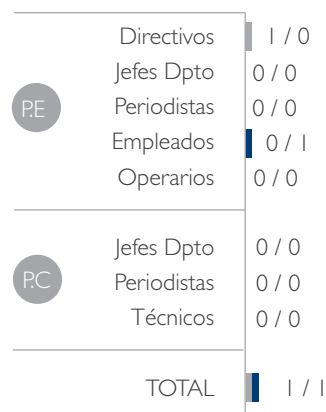 Directivos 1 / 0
Jefes Dpto 0 / 0
P.E Periodistas 0 / 0
Empleados 0 / 1
Operarios 0 / 0
Jefes Dpto 0 / 0
P.C Periodistas 0 / 0
Técnicos 0 / 0
TOTAL 1 / 1